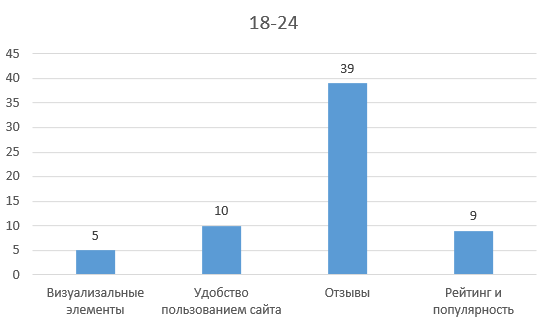 18-24
45
40
35
30
25
20
15
10
5
0
5
10
39
9
Визуализальные
элементы
Удобство
пользованием сайта
Отзывы
Рейтинг и
популярность